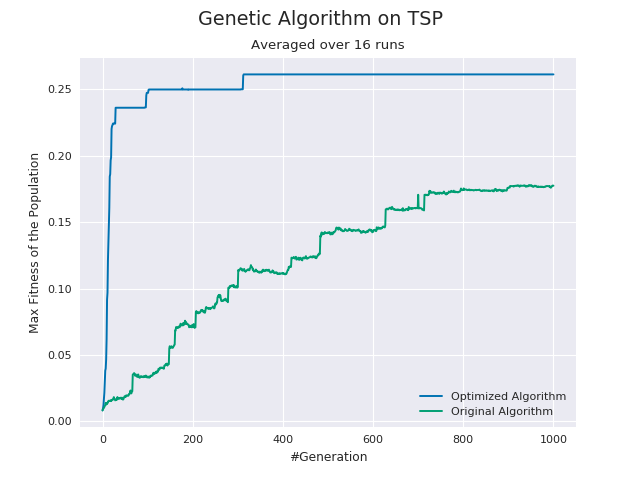 Genetic Algorithm on TSP
Averaged over 16 runs
Max Fitness of the Population
0.25
0.20
0.15
0.10
0.05
0.00
0
200
400
600
800
1000
#Generation
Optimized Algorithm
Original Algorithm